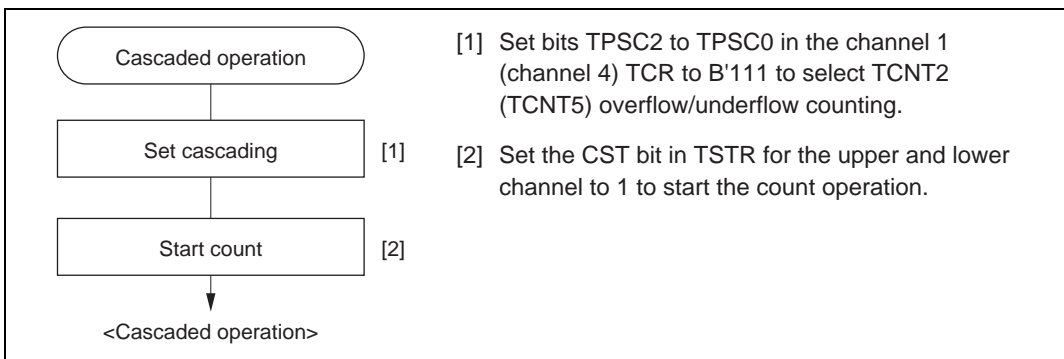 Cascaded operation
Set cascading
[1]
Start count
[2]
<Cascaded operation>
[1] Set bits TPSC2 to TPSC0 in the channel 1
(channel 4) TCR to B'111 to select TCNT2
(TCNT5) overflow/underflow counting.
[2] Set the CST bit in TSTR for the upper and lower
channel to 1 to start the count operation.